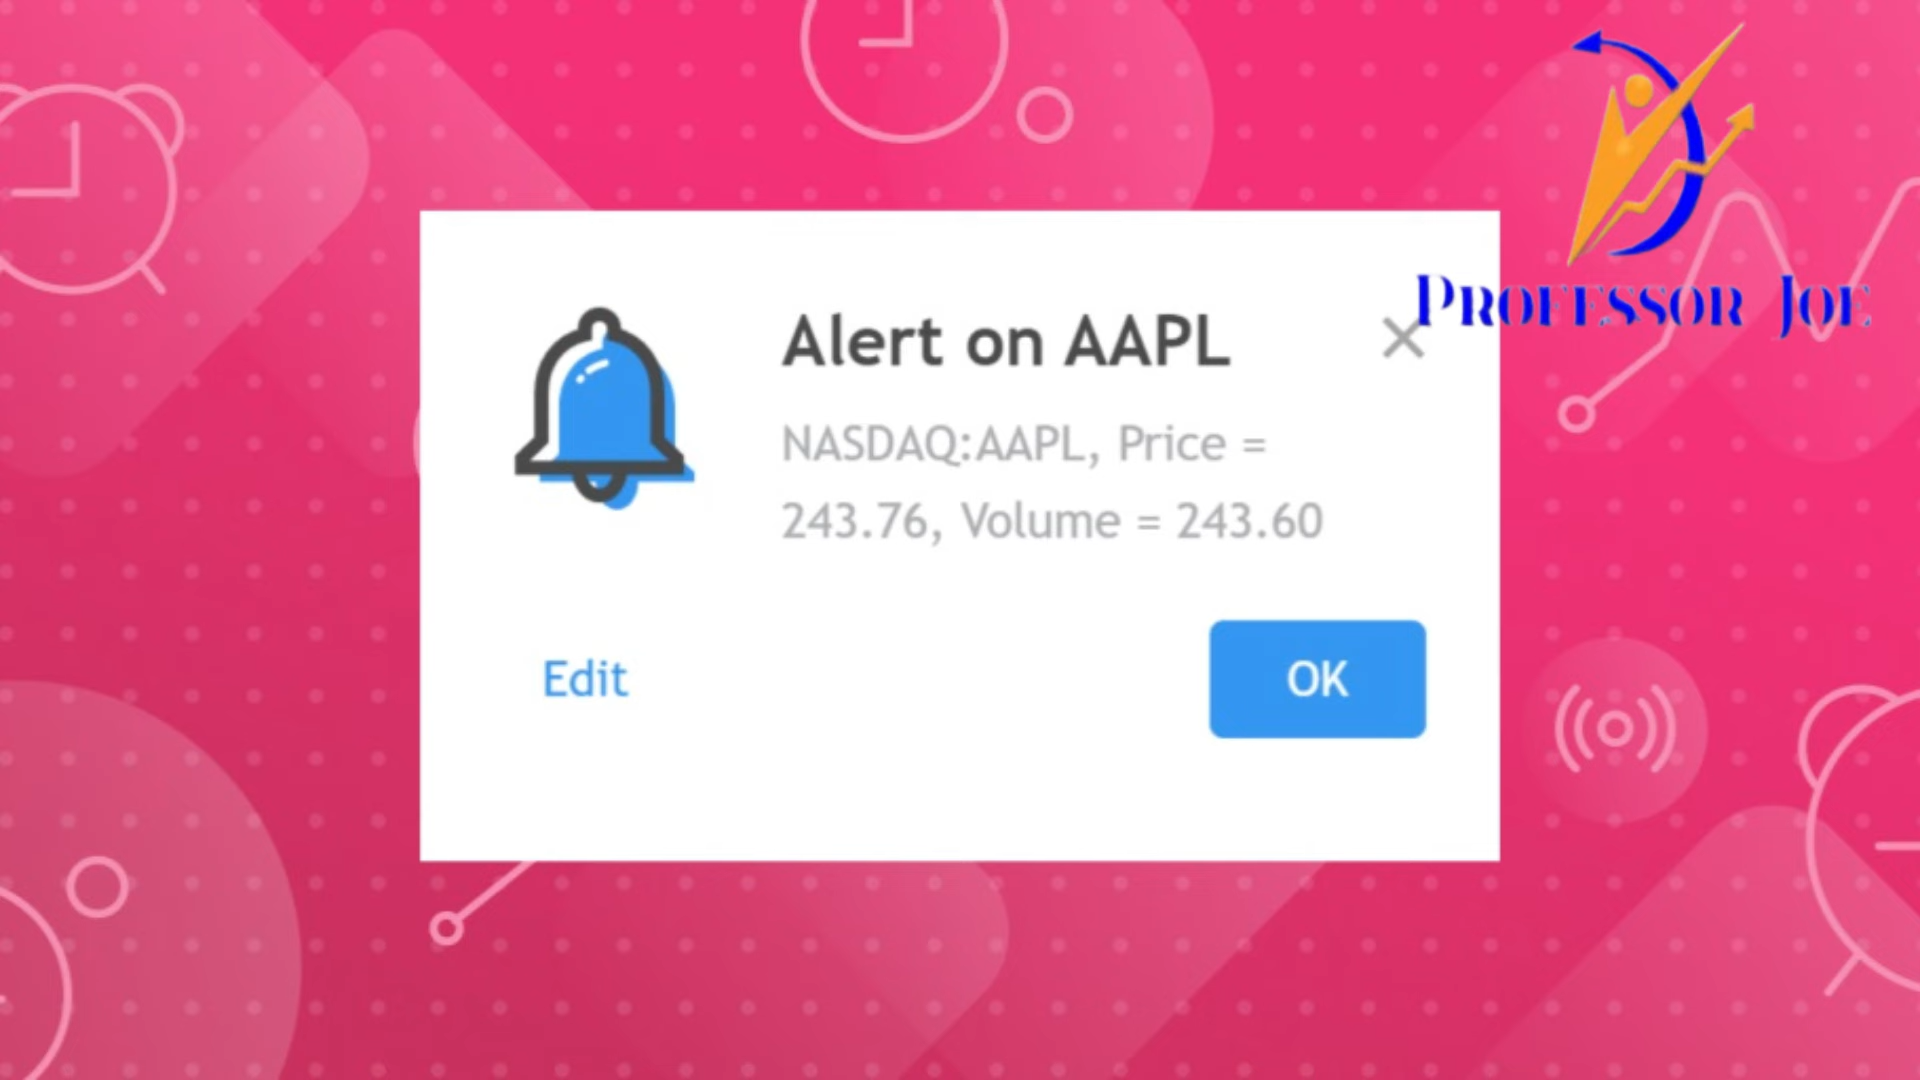 Professor Joe
Alert on AAPL
NASDAQ:AAPL, Price =
243.76, Volume = 243.60
Edit
OK